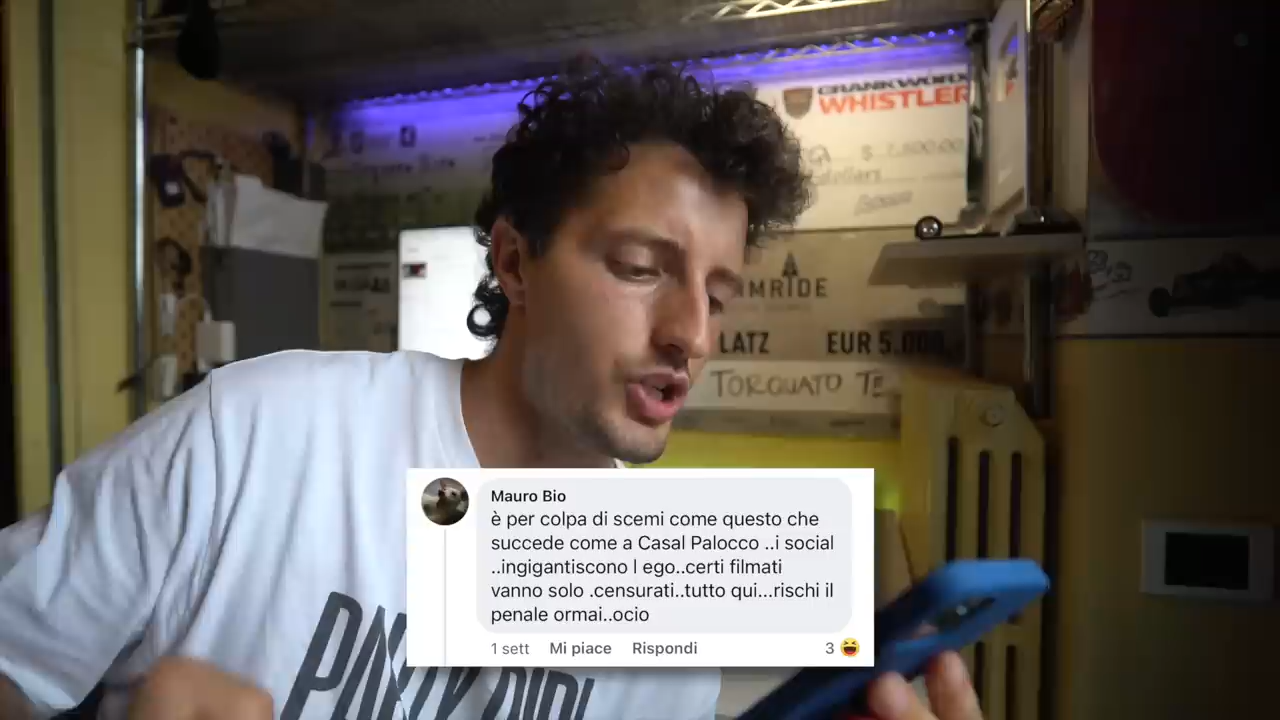 CRANKWORX
WHISTLER
$
dollars
LATZ
EUR 5.000
TORQUATO TE
Mauro Bio
è per colpa di scemi come questo che
succede come a Casal Palocco ..i social
..ingigantiscono l ego..certi filmati
vanno solo .censurati..tutto qui...rischi il
penale ormai..ocio
1 sett Mi piace Rispondi 3